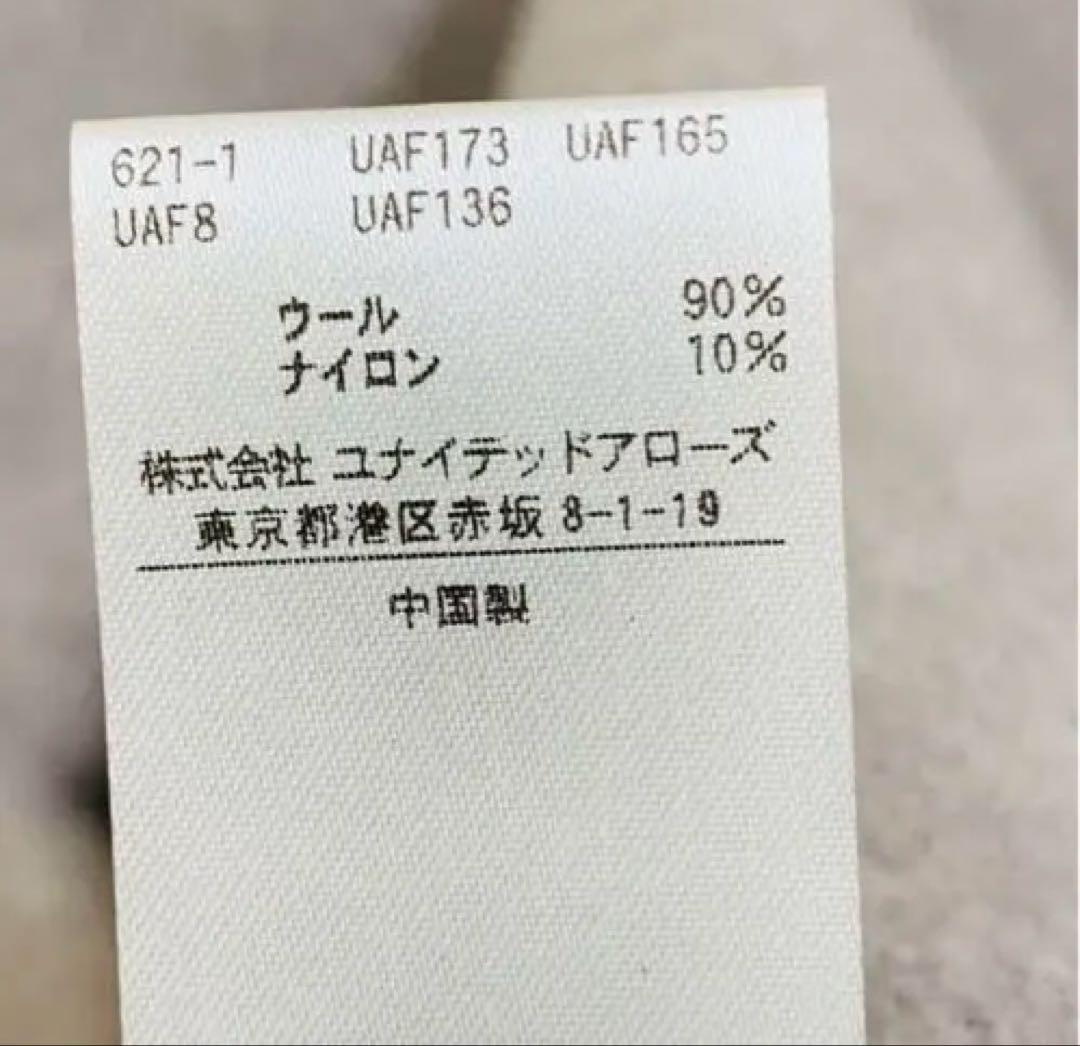 621-1 UAF173 UAF165
UAF8 UAF136
ウール 90%
ナイロン 10%
株式会社 ユナイテッドアローズ
東京都港区赤坂 8-1-19
中国製